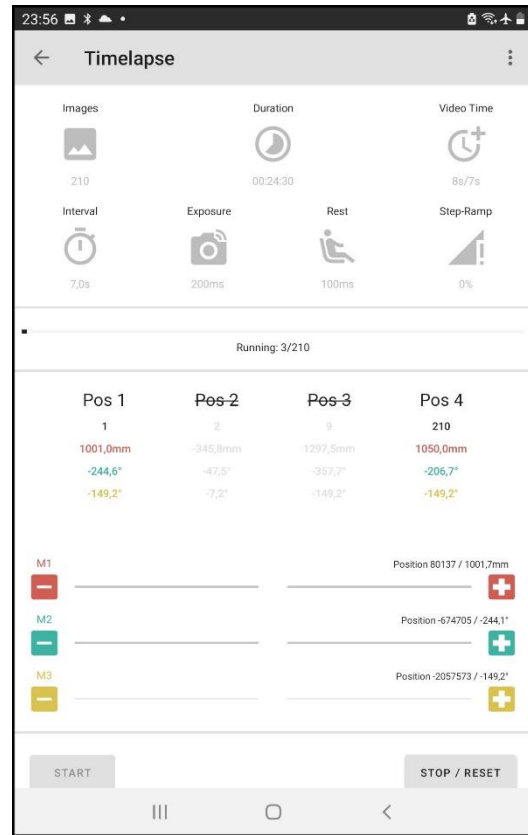 23:56
Timelapse
Images Duration Video Time
210 00:24:30 8s/7s
Interval Exposure Rest Step-Ramp
7,0s 200ms 100ms 0%
Running: 3/210
Pos 1 Pos 2 Pos 3 Pos 4
1 2 9 210
1001,0mm -345,8mm 1297,5mm 1050,0mm
-244,6° -47,5° -357,7° -206,7°
-149,2° -7,2° -149,2° -149,2°
M1 Position 80137 / 1001,7mm
M2 Position -674705 / -244,1°
M3 Position -2057573 / -149,2°
START STOP / RESET